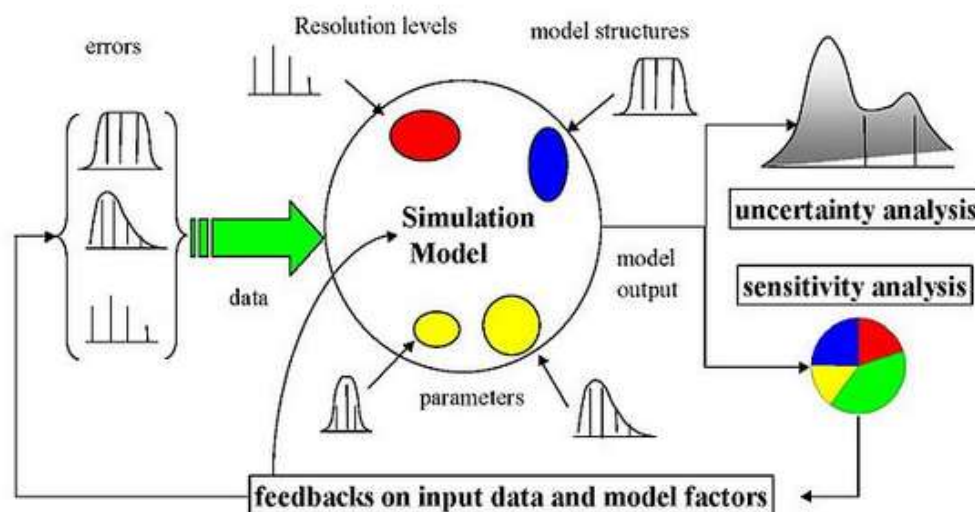 errors
Resolution levels
model structures
Simulation
Model
uncertainty analysis
data
model
output
sensitivity analysis
parameters
feedbacks on input data and model factors